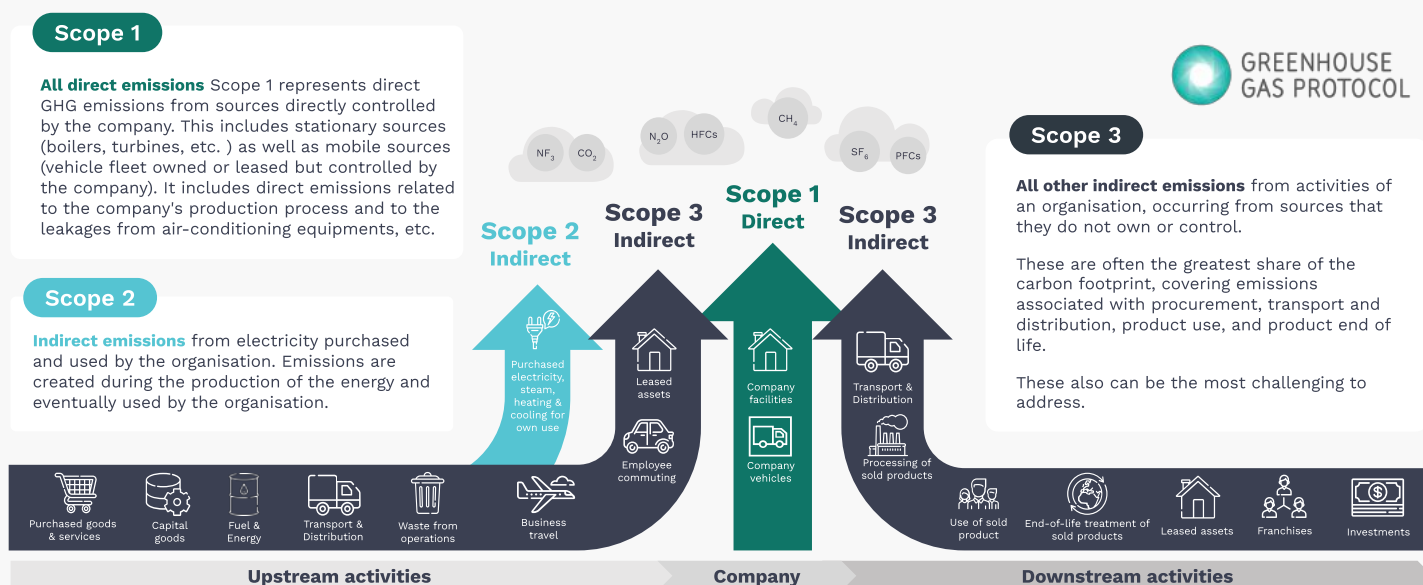 Scope 1
All direct emissions Scope 1 represents direct
GHG emissions from sources directly controlled
by the company. This includes stationary sources
(boilers, turbines, etc. ) as well as mobile sources
(vehicle fleet owned or leased but controlled by
the company). It includes direct emissions related
to the company's production process and to the
leakages from air-conditioning equipments, etc.
Scope 2
Indirect emissions from electricity purchased
and used by the organisation. Emissions are
created during the production of the energy and
eventually used by the organisation.
GREENHOUSE
GAS PROTOCOL
Scope 3
All other indirect emissions from activities of
an organisation, occurring from sources that
they do not own or control.
These are often the greatest share of the
carbon footprint, covering emissions
associated with procurement, transport and
distribution, product use, and product end of
life.
These also can be the most challenging to
address.
NF₃
CO₂
N₂O
HFCs
CH₄
SF₆
PFCs
Scope 2
Indirect
Scope 3
Indirect
Scope 1
Direct
Scope 3
Indirect
Purchased
electricity,
steam,
heating &
cooling for
own use
Leased
assets
Employee
commuting
Company
facilities
Company
vehicles
Transport &
Distribution
Processing of
sold products
Purchased goods
& services
Capital
goods
Fuel &
Energy
Transport &
Distribution
Waste from
operations
Business
travel
Use of sold
product
End-of-life treatment of
sold products
Leased assets
Franchises
$
Investments
Upstream activities
Company
Downstream activities